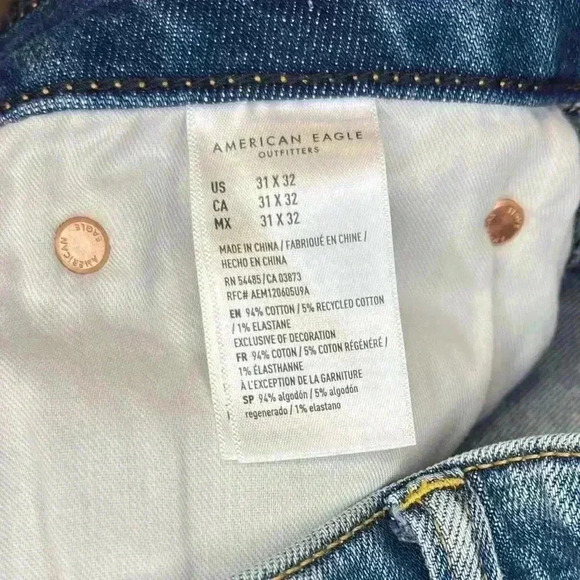 AMERICAN EAGLE
OUTFITTERS
US 31 X 32
CA 31 X 32
MX 31 X 32
MADE IN CHINA / FABRIQUÉ EN CHINE /
HECHO EN CHINA
RN 54485/CA 03873
RFC# AEM120605U9A
EN 94% COTTON / 5% RECYCLED COTTON
/ 1% ELASTANE
EXCLUSIVE OF DECORATION
FR 94% COTON / 5% COTON RÉGÉNÉRÉ /
1% ÉLASTHANNE
À L'EXCEPTION DE LA GARNITURE
SP 94% algodón / 5% algodón
regenerado / 1% elastano
AMERICAN
EAGLE